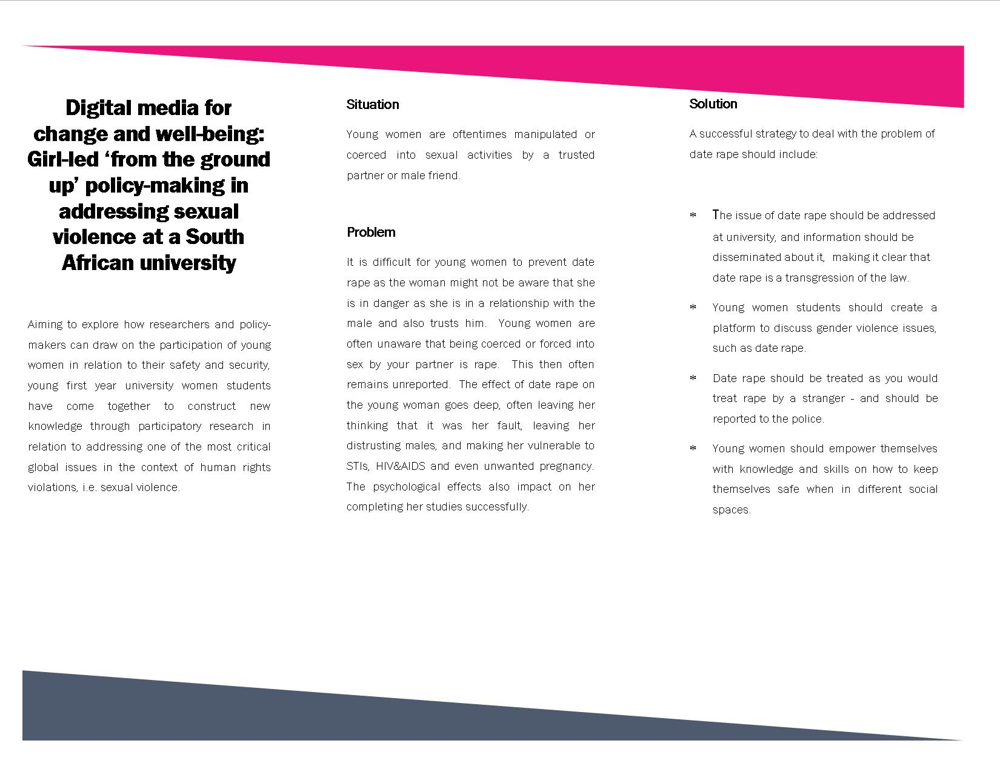 Digital media for
change and well-being:
Girl-led ‘from the ground
up’ policy-making in
addressing sexual
violence at a South
African university
Aiming to explore how researchers and policy-
makers can draw on the participation of young
women in relation to their safety and security,
young first year university women students
have come together to construct new
knowledge through participatory research in
relation to addressing one of the most critical
global issues in the context of human rights
violations, i.e. sexual violence.
Situation
Young women are oftentimes manipulated or
coerced into sexual activities by a trusted
partner or male friend.
Problem
It is difficult for young women to prevent date
rape as the woman might not be aware that she
is in danger as she is in a relationship with the
male and also trusts him. Young women are
often unaware that being coerced or forced into
sex by your partner is rape. This then often
remains unreported. The effect of date rape on
the young woman goes deep, often leaving her
thinking that it was her fault, leaving her
distrusting males, and making her vulnerable to
STIs, HIV&AIDS and even unwanted pregnancy.
The psychological effects also impact on her
completing her studies successfully.
Solution
A successful strategy to deal with the problem of
date rape should include:
* The issue of date rape should be addressed
at university, and information should be
disseminated about it, making it clear that
date rape is a transgression of the law.
* Young women students should create a
platform to discuss gender violence issues,
such as date rape.
* Date rape should be treated as you would
treat rape by a stranger - and should be
reported to the police.
* Young women should empower themselves
with knowledge and skills on how to keep
themselves safe when in different social
spaces.